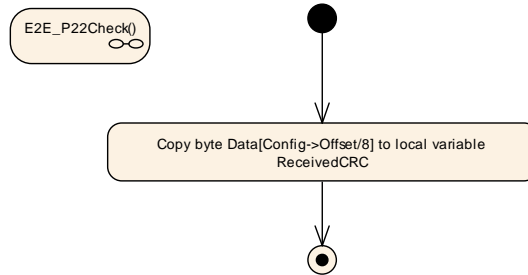 E2E_P22Check()
Copy byte Data[Config->Offset/8] to local variable
ReceivedCRC